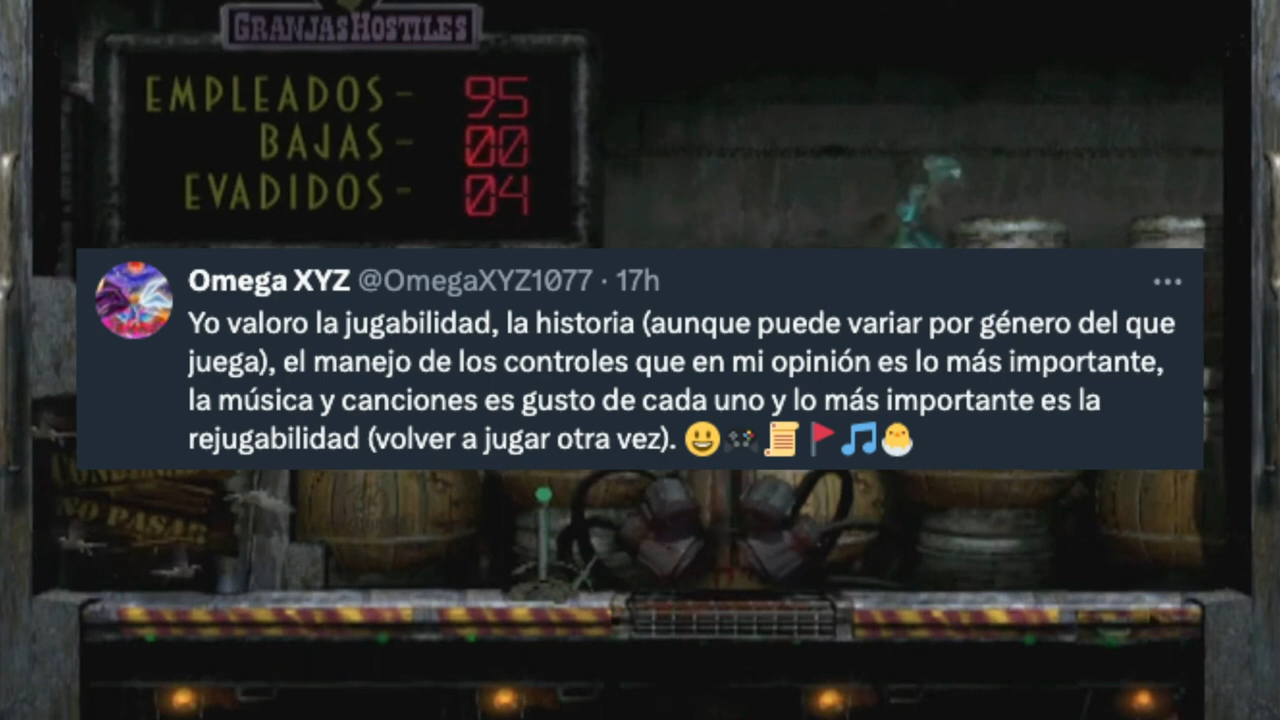 GRANJASHOSTILES
EMPLEADOS - 95
BAJAS - 00
EVADIDOS - 04
Omega XYZ @OmegaXYZ1077 · 17h
Yo valoro la jugabilidad, la historia (aunque puede variar por género del que
juega), el manejo de los controles que en mi opinión es lo más importante,
la música y canciones es gusto de cada uno y lo más importante es la
rejugabilidad (volver a jugar otra vez). 😃🎮📜🚩🎵🐣
NO PASAR